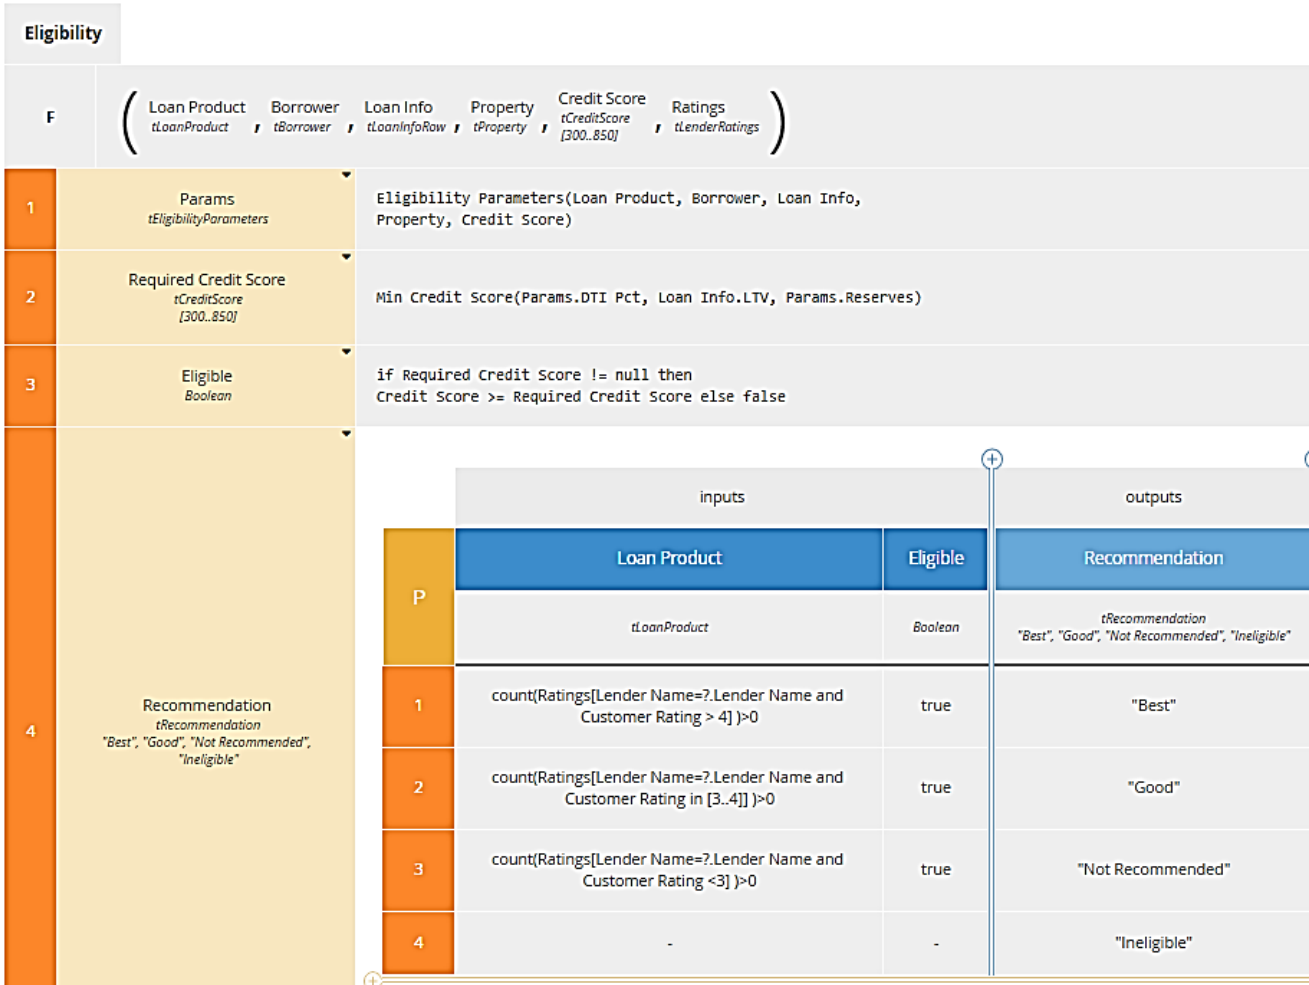 Eligibility
F
( Loan Product , Borrower , Loan Info , Property , Credit Score , Ratings )
tLoanProduct tBorrower tLoanInfoRow tProperty tCreditScore tLenderRatings
[300..850]
1
Params
tEligibilityParameters
Eligibility Parameters(Loan Product, Borrower, Loan Info,
Property, Credit Score)
2
Required Credit Score
tCreditScore
[300..850]
Min Credit Score(Params.DTI Pct, Loan Info.LTV, Params.Reserves)
3
Eligible
Boolean
if Required Credit Score != null then
Credit Score >= Required Credit Score else false
4
Recommendation
tRecommendation
"Best", "Good", "Not Recommended",
"Ineligible"
inputs
outputs
P
Loan Product
Eligible
Recommendation
tLoanProduct
Boolean
tRecommendation
"Best", "Good", "Not Recommended", "Ineligible"
1
count(Ratings[Lender Name=?.Lender Name and
Customer Rating > 4] )>0
true
"Best"
2
count(Ratings[Lender Name=?.Lender Name and
Customer Rating in [3..4]] )>0
true
"Good"
3
count(Ratings[Lender Name=?.Lender Name and
Customer Rating <3] )>0
true
"Not Recommended"
4
-
-
"Ineligible"